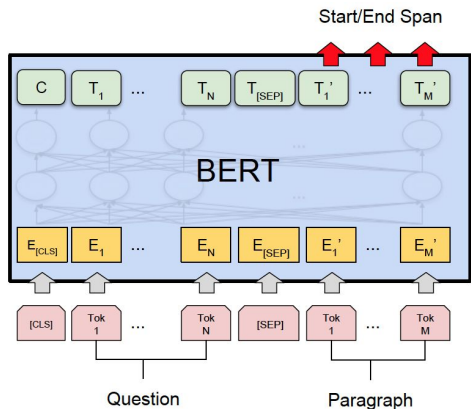 Start/End Span
C T1 ... TN T[SEP] T1' ... TM'
...
BERT
...
E[CLS] E1 ... EN E[SEP] E1' ... EM'
[CLS] Tok 1 ... Tok N [SEP] Tok 1 ... Tok M
Question Paragraph